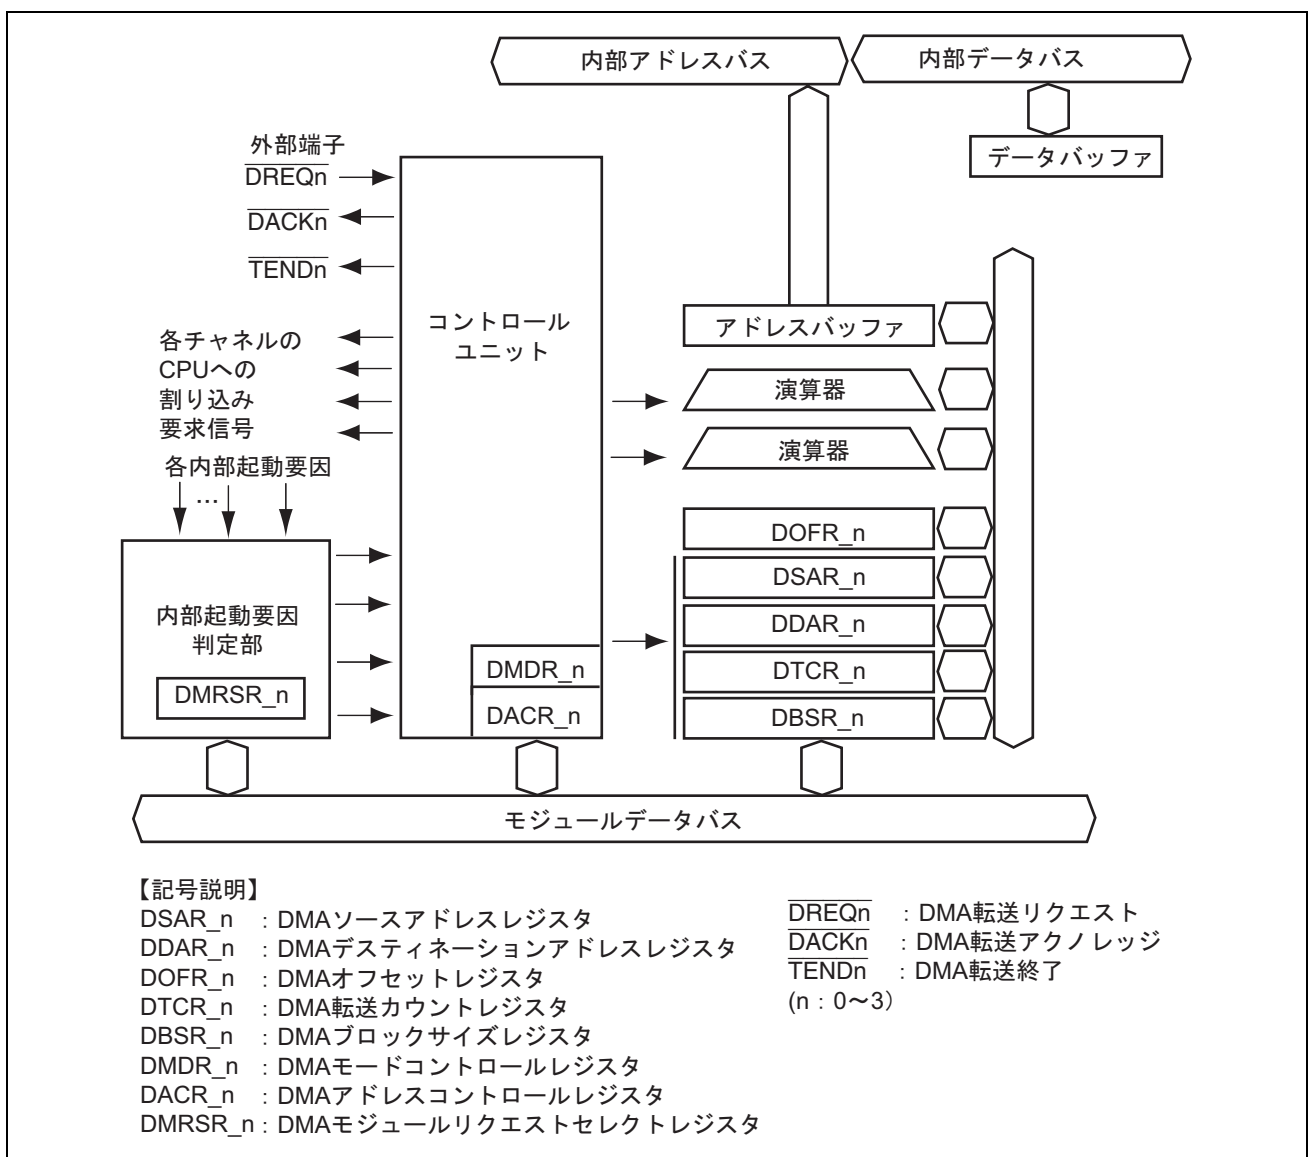 内部アドレスバス
内部データバス
データバッファ
外部端子
DREQn
DACKn
TENDn
コントロール
ユニット
アドレスバッファ
各チャネルの
CPUへの
割り込み
要求信号
演算器
演算器
各内部起動要因
...
DOFR_n
DSAR_n
DDAR_n
DTCR_n
DBSR_n
内部起動要因
判定部
DMRSR_n
DMDR_n
DACR_n
モジュールデータバス
【記号説明】
DSAR_n : DMAソースアドレスレジスタ
DDAR_n : DMAデスティネーションアドレスレジスタ
DOFR_n : DMAオフセットレジスタ
DTCR_n : DMA転送カウントレジスタ
DBSR_n : DMAブロックサイズレジスタ
DMDR_n : DMAモードコントロールレジスタ
DACR_n : DMAアドレスコントロールレジスタ
DMRSR_n : DMAモジュールリクエストセレクトレジスタ
DREQn : DMA転送リクエスト
DACKn : DMA転送アクノレッジ
TENDn : DMA転送終了
(n : 0〜3)